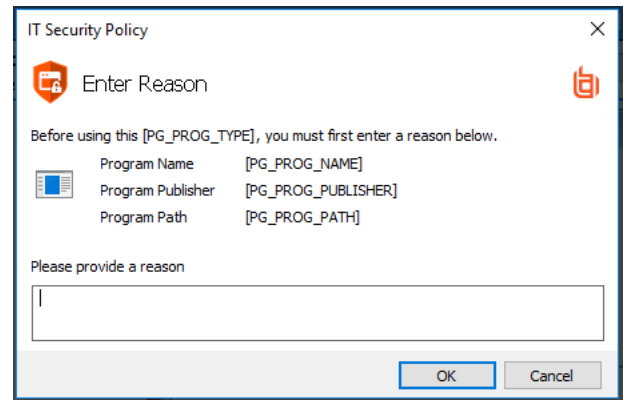 IT Security Policy
Enter Reason
Before using this [PG_PROG_TYPE], you must first enter a reason below.
Program Name [PG_PROG_NAME]
Program Publisher [PG_PROG_PUBLISHER]
Program Path [PG_PROG_PATH]
Please provide a reason
OK Cancel